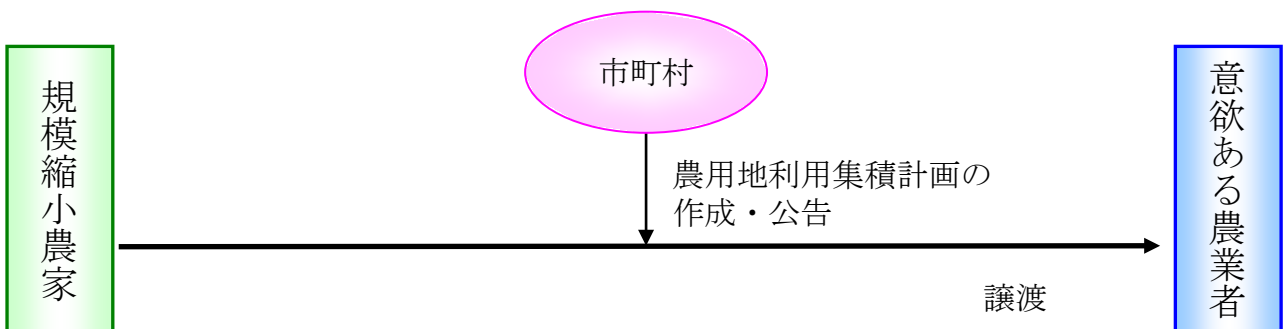 規模縮小農家
市町村
農用地利用集積計画の
作成・公告
譲渡
意欲ある農業者